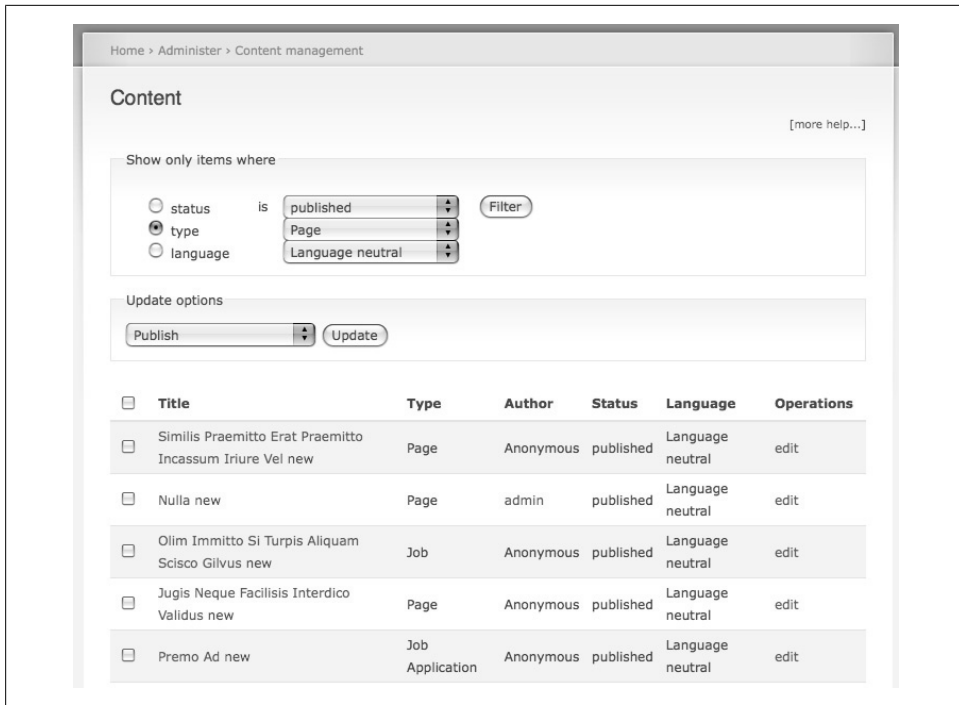 Home › Administer › Content management
Content
[more help...]
Show only items where
status is published Filter
type Page
language Language neutral
Update options
Publish Update
Title Type Author Status Language Operations
Similis Praemitto Erat Praemitto
Incassum Iriure Vel new
Page Anonymous published Language neutral edit
Nulla new Page admin published Language neutral edit
Olim Immitto Si Turpis Aliquam
Scisco Gilvus new
Job Anonymous published Language neutral edit
Jugis Neque Facilisis Interdico
Validus new
Page Anonymous published Language neutral edit
Premo Ad new Job Application Anonymous published Language neutral edit